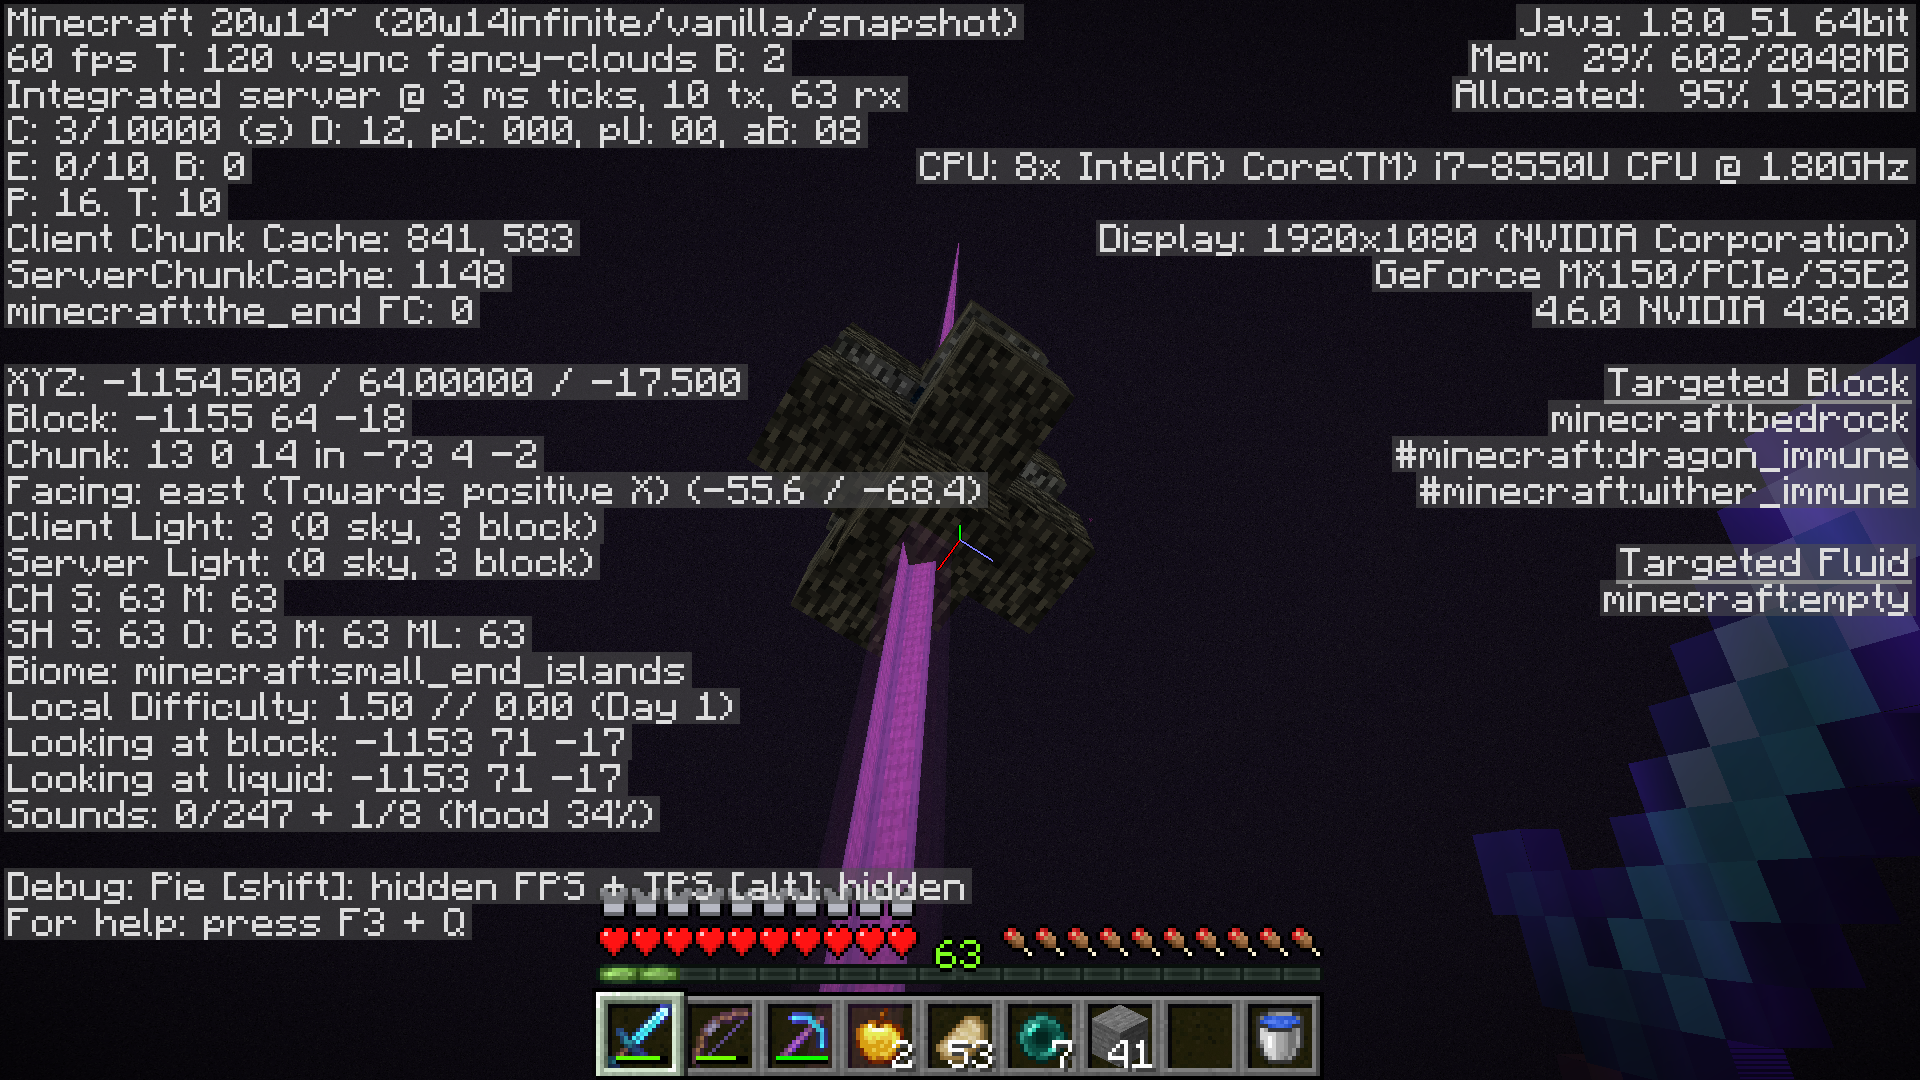 Minecraft 20w14~ (20w14infinite/vanilla/snapshot)
60 fps T: 120 vsync fancy-clouds B: 2
Integrated server @ 3 ms ticks, 10 tx, 63 rx
C: 3/10000 (s) D: 12, pC: 000, pU: 00, aB: 08
E: 0/10, B: 0
P: 16. T: 10
Client Chunk Cache: 841, 583
ServerChunkCache: 1148
minecraft:the_end FC: 0
XYZ: -1154.500 / 64.00000 / -17.500
Block: -1155 64 -18
Chunk: 13 0 14 in -73 4 -2
Facing: east (Towards positive X) (-55.6 / -68.4)
Client Light: 3 (0 sky, 3 block)
Server Light: (0 sky, 3 block)
CH S: 63 M: 63
SH S: 63 O: 63 M: 63 ML: 63
Biome: minecraft:small_end_islands
Local Difficulty: 1.50 // 0.00 (Day 1)
Looking at block: -1153 71 -17
Looking at liquid: -1153 71 -17
Sounds: 0/247 + 1/8 (Mood 34%)
Debug: Pie [shift]: hidden FPS + TPS [alt]: hidden
For help: press F3 + Q
Java: 1.8.0_51 64bit
Mem: 29% 602/2048MB
Allocated: 95% 1952MB
CPU: 8x Intel(R) Core(TM) i7-8550U CPU @ 1.80GHz
Display: 1920x1080 (NVIDIA Corporation)
GeForce MX150/PCIe/SSE2
4.6.0 NVIDIA 436.30
Targeted Block
minecraft:bedrock
#minecraft:dragon_immune
#minecraft:wither_immune
Targeted Fluid
minecraft:empty
63
2 53 7 41